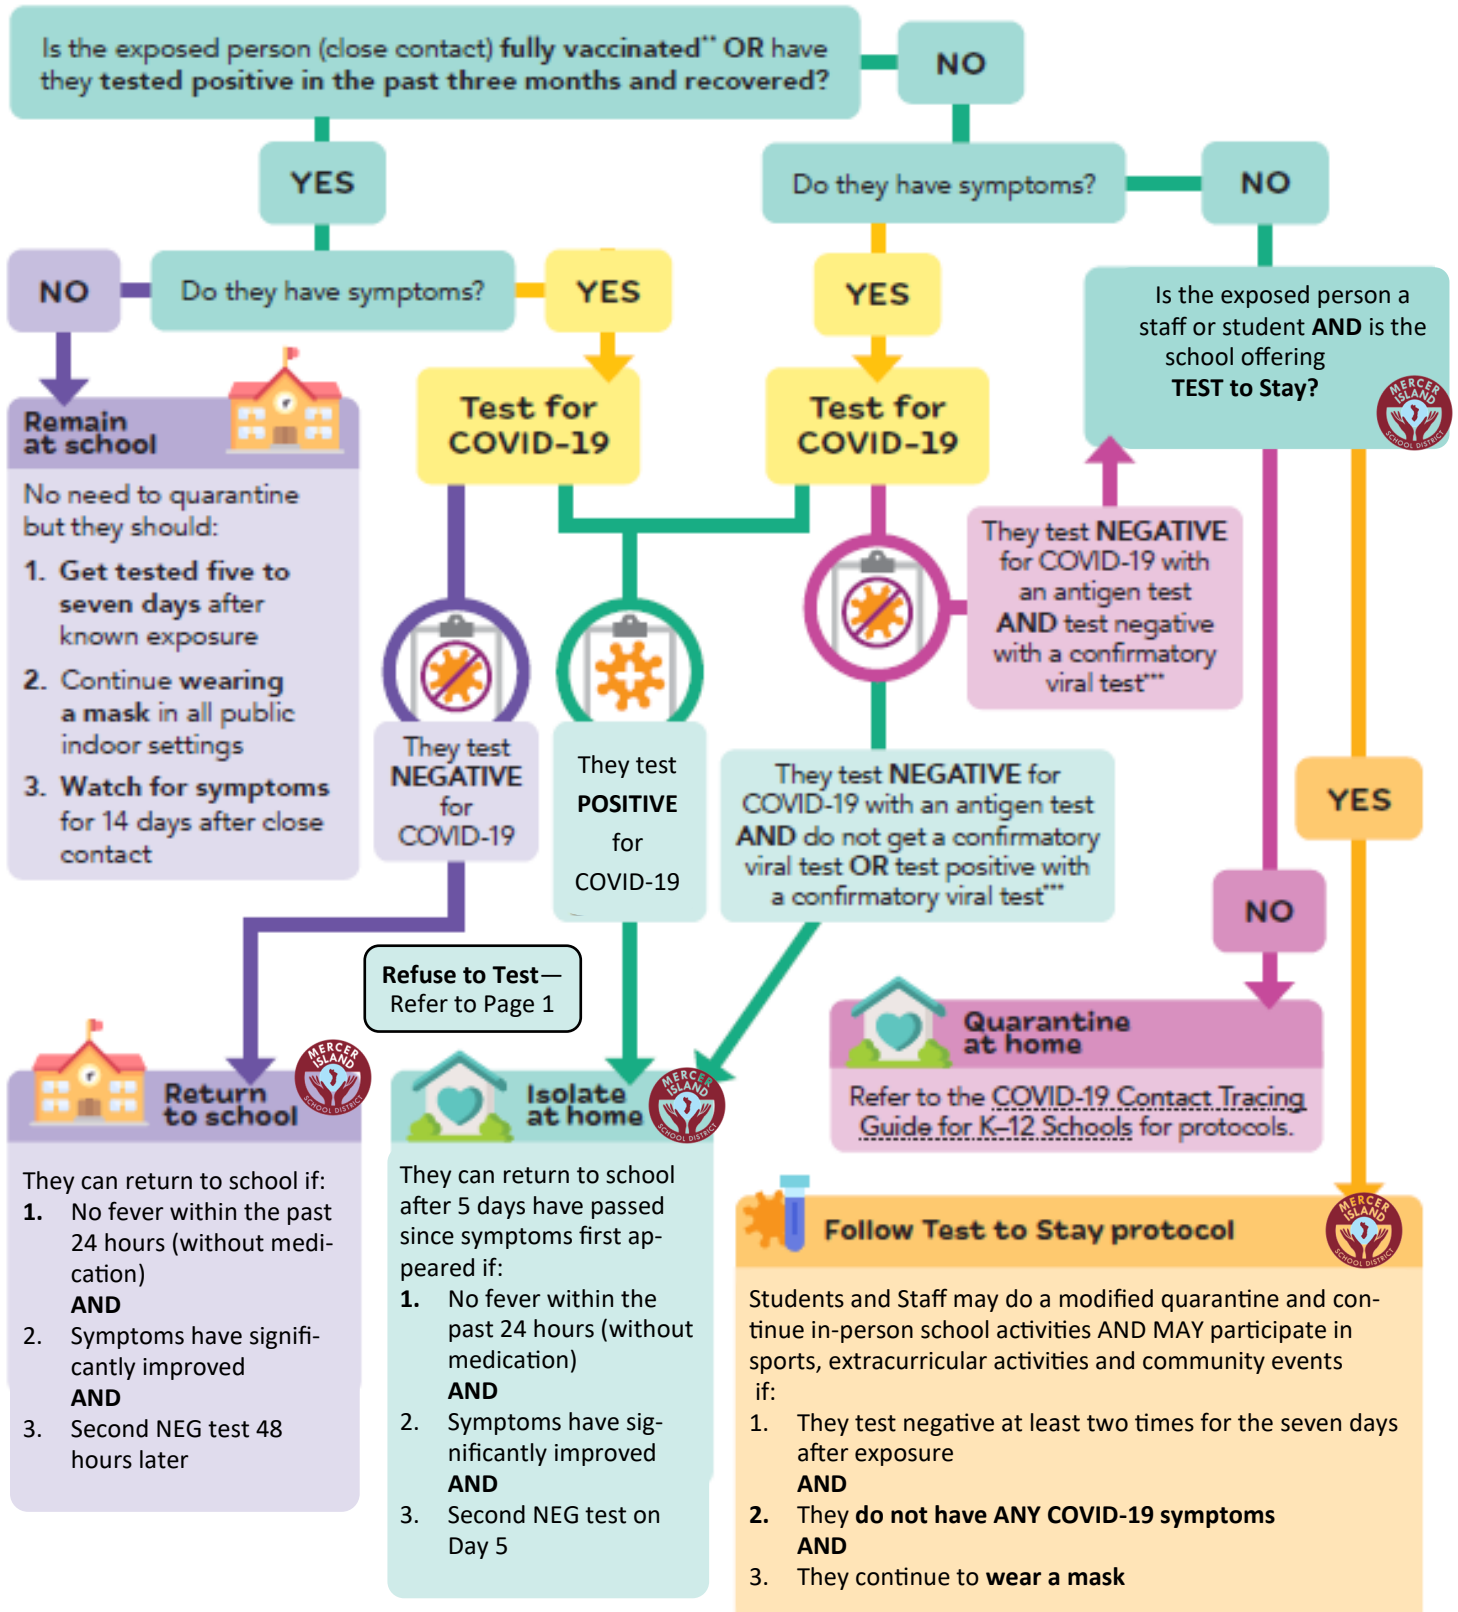 Is the exposed person (close contact) fully vaccinated** OR have
they tested positive in the past three months and recovered?
NO
YES
Do they have symptoms?
NO
NO
Do they have symptoms?
YES
YES
Is the exposed person a
staff or student AND is the
school offering
TEST to Stay?
MERCER
ISLAND
SCHOOL DISTRICT
Remain
at school
No need to quarantine
but they should:
1. Get tested five to
seven days after
known exposure
2. Continue wearing
a mask in all public
indoor settings
3. Watch for symptoms
for 14 days after close
contact
Test for
COVID-19
Test for
COVID-19
They test NEGATIVE
for COVID-19 with
an antigen test
AND test negative
with a confirmatory
viral test***
They test
NEGATIVE
for
COVID-19
They test
POSITIVE
for
COVID-19
They test NEGATIVE for
COVID-19 with an antigen test
AND do not get a confirmatory
viral test OR test positive with
a confirmatory viral test***
YES
NO
Refuse to Test—
Refer to Page 1
Quarantine
at home
Refer to the COVID-19 Contact Tracing
Guide for K–12 Schools for protocols.
Return
to school
MERCER
ISLAND
SCHOOL DISTRICT
They can return to school if:
1. No fever within the past
24 hours (without medi-
cation)
AND
2. Symptoms have signifi-
cantly improved
AND
3. Second NEG test 48
hours later
Isolate
at home
MERCER
ISLAND
SCHOOL DISTRICT
They can return to school
after 5 days have passed
since symptoms first ap-
peared if:
1. No fever within the
past 24 hours (without
medication)
AND
2. Symptoms have sig-
nificantly improved
AND
3. Second NEG test on
Day 5
Follow Test to Stay protocol
MERCER
ISLAND
SCHOOL DISTRICT
Students and Staff may do a modified quarantine and con-
tinue in-person school activities AND MAY participate in
sports, extracurricular activities and community events
if:
1. They test negative at least two times for the seven days
after exposure
AND
2. They do not have ANY COVID-19 symptoms
AND
3. They continue to wear a mask